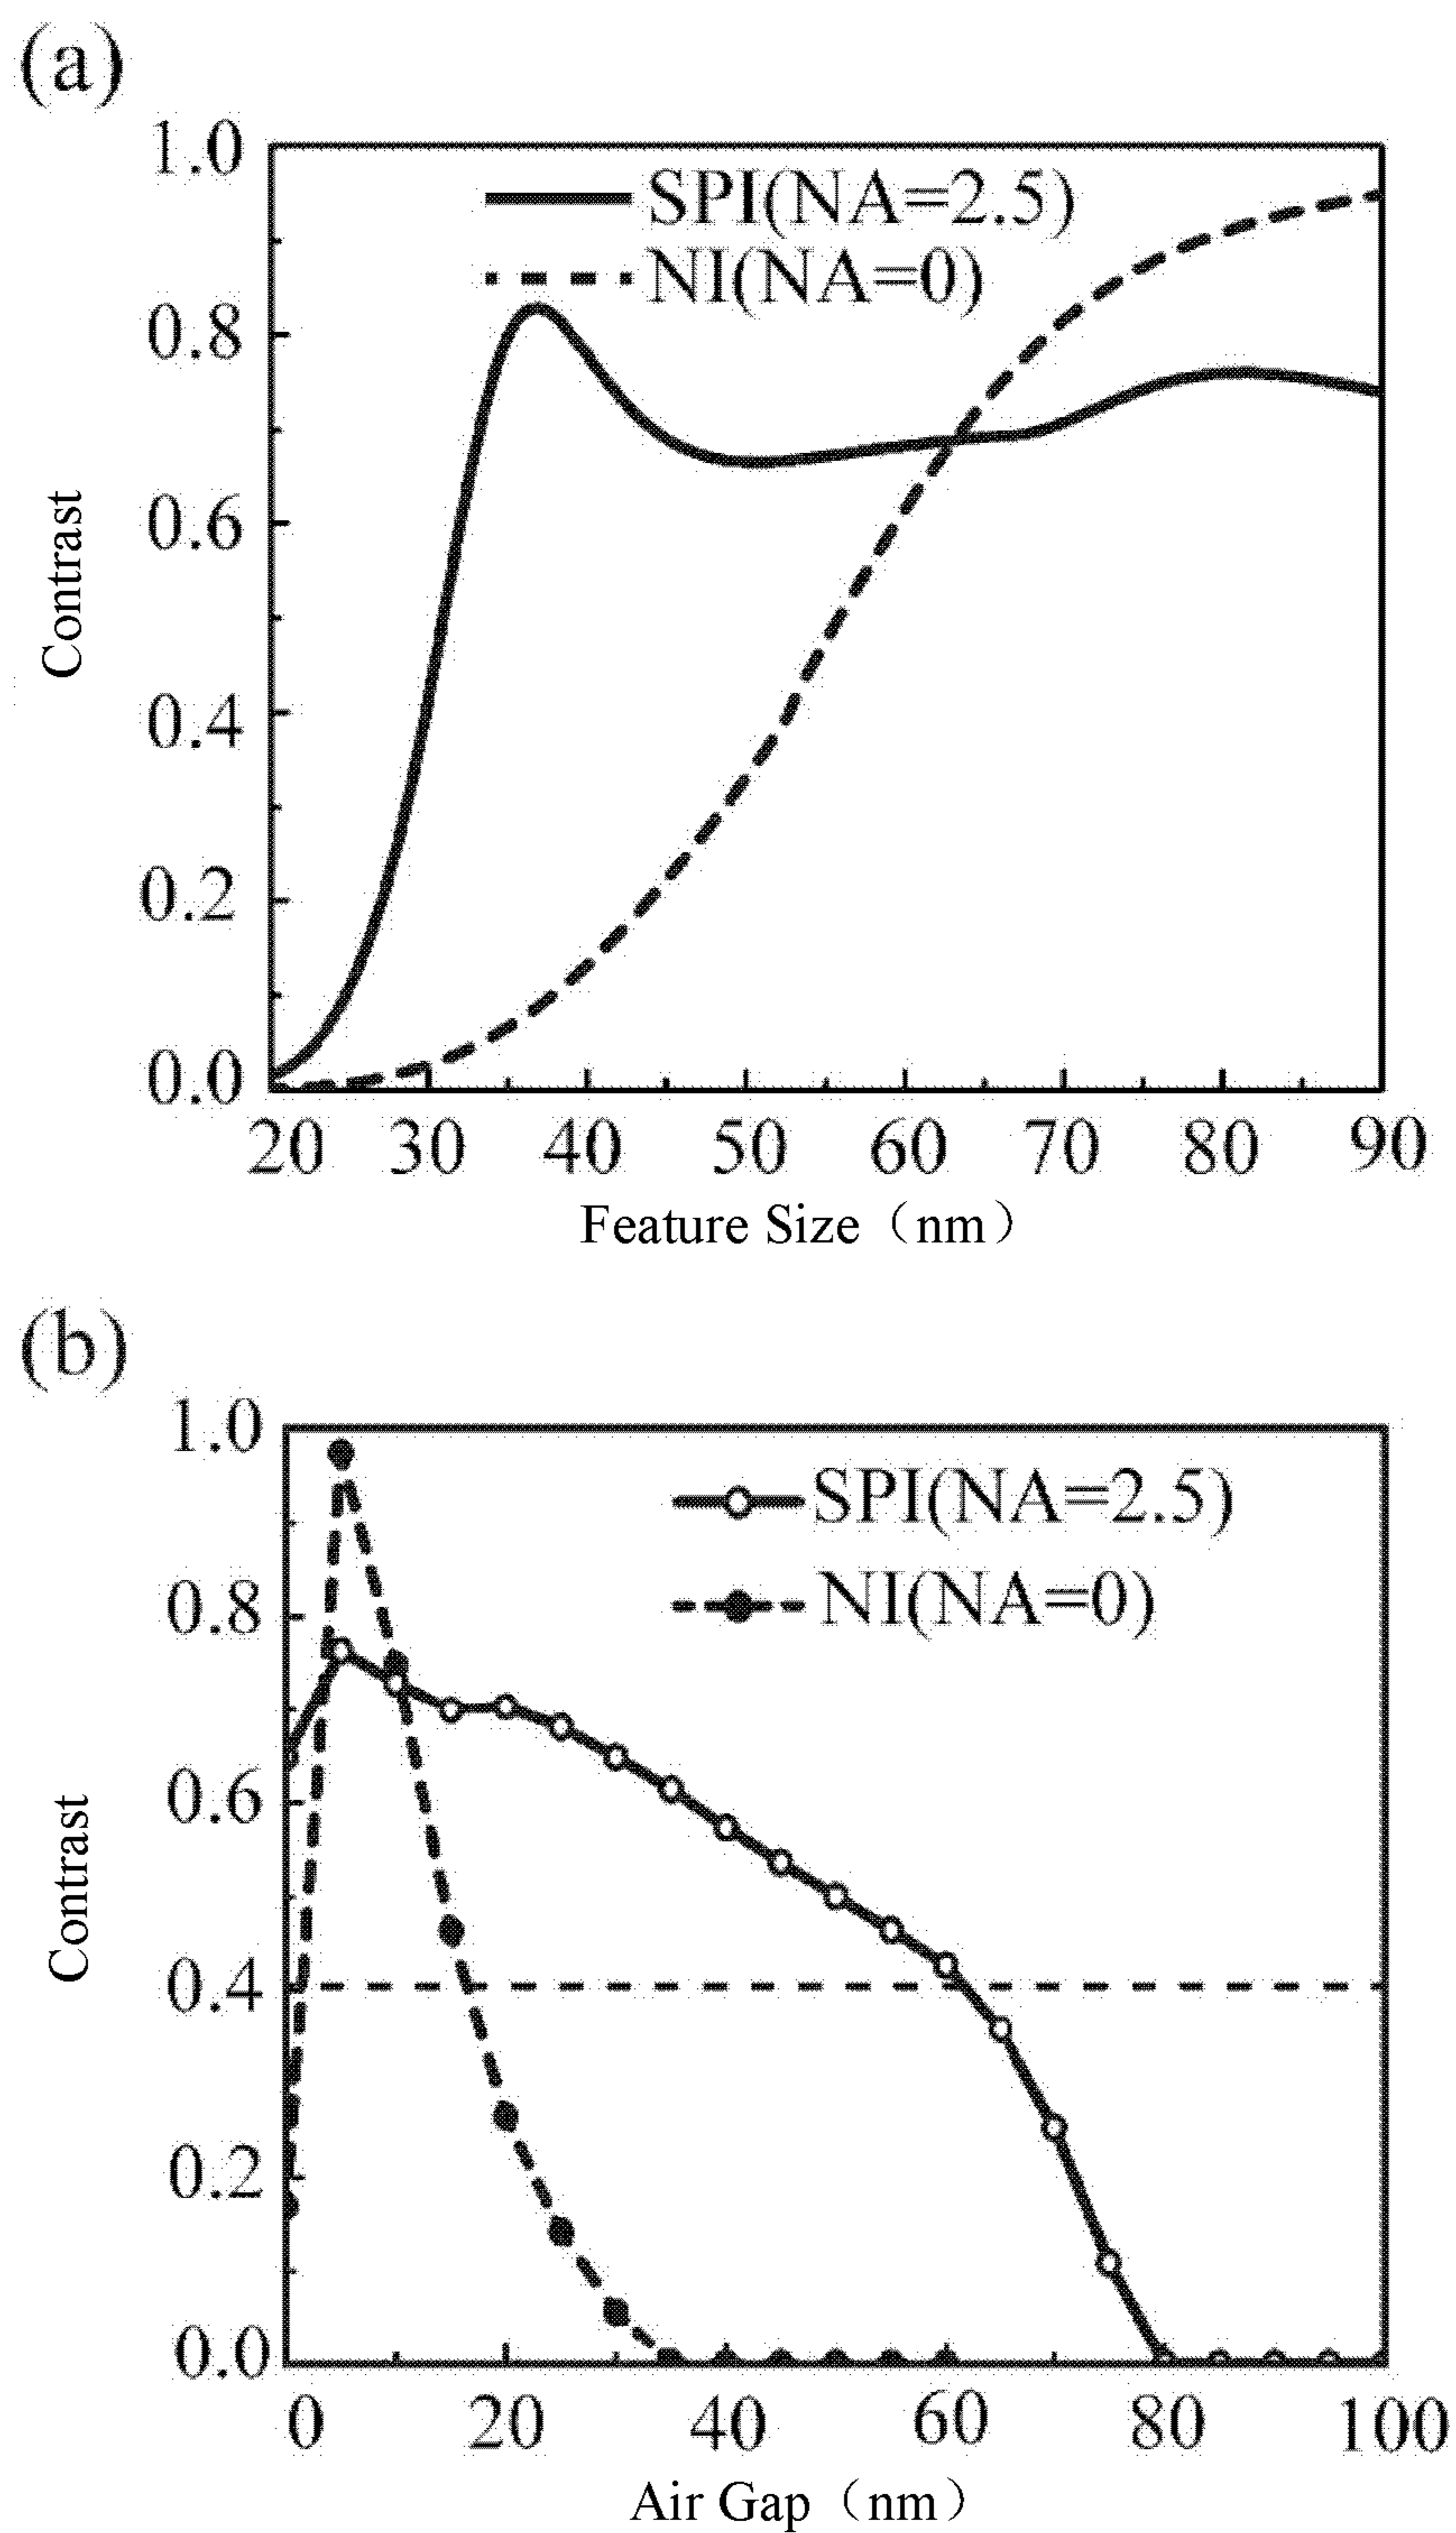 (a)
1.0
SPI(NA=2.5)
NI(NA=0)
0.8
0.6
Contrast
0.4
0.2
0.0
20 30 40 50 60 70 80 90
Feature Size（nm）
(b)
1.0
SPI(NA=2.5)
NI(NA=0)
0.8
0.6
Contrast
0.4
0.2
0.0
0 20 40 60 80 100
Air Gap（nm）